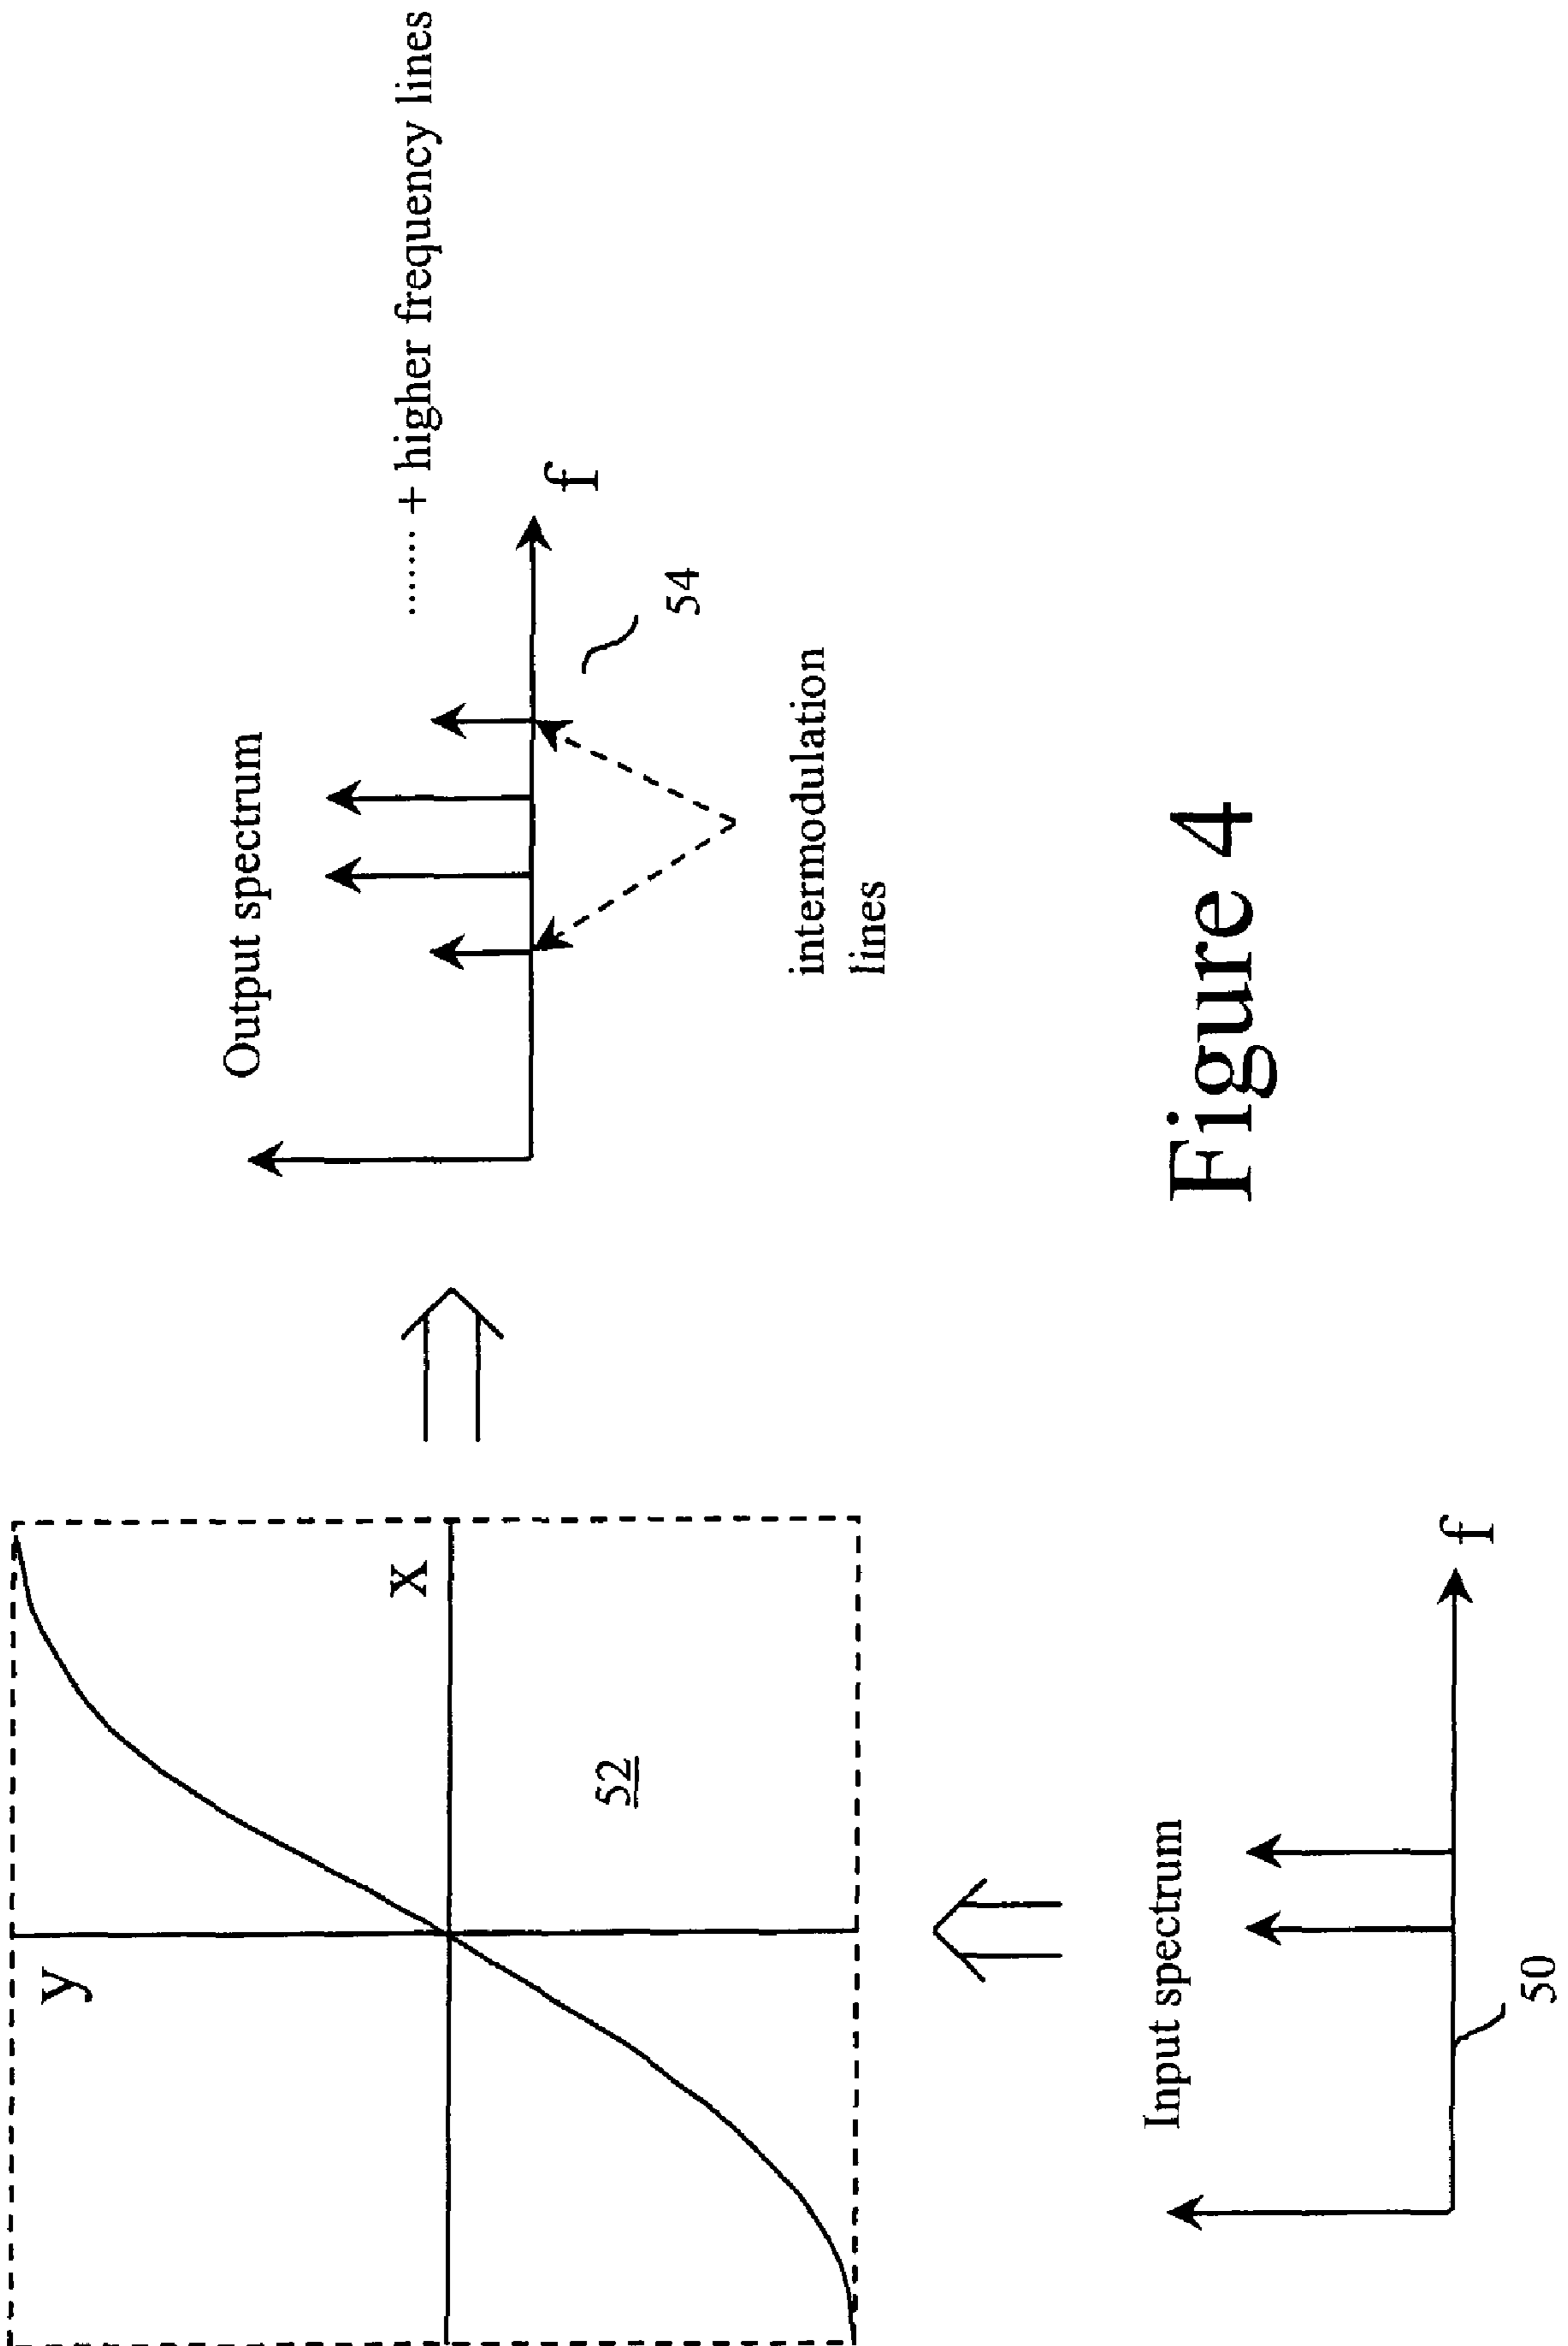 y
x
52
Input spectrum
f
50
Output spectrum
....... + higher frequency lines
f
54
intermodulation
lines
Figure 4